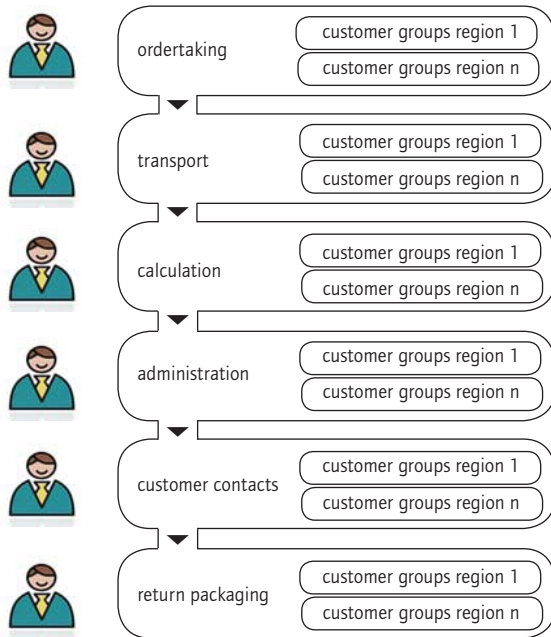 ordertaking
customer groups region 1
customer groups region n
transport
customer groups region 1
customer groups region n
calculation
customer groups region 1
customer groups region n
administration
customer groups region 1
customer groups region n
customer contacts
customer groups region 1
customer groups region n
return packaging
customer groups region 1
customer groups region n